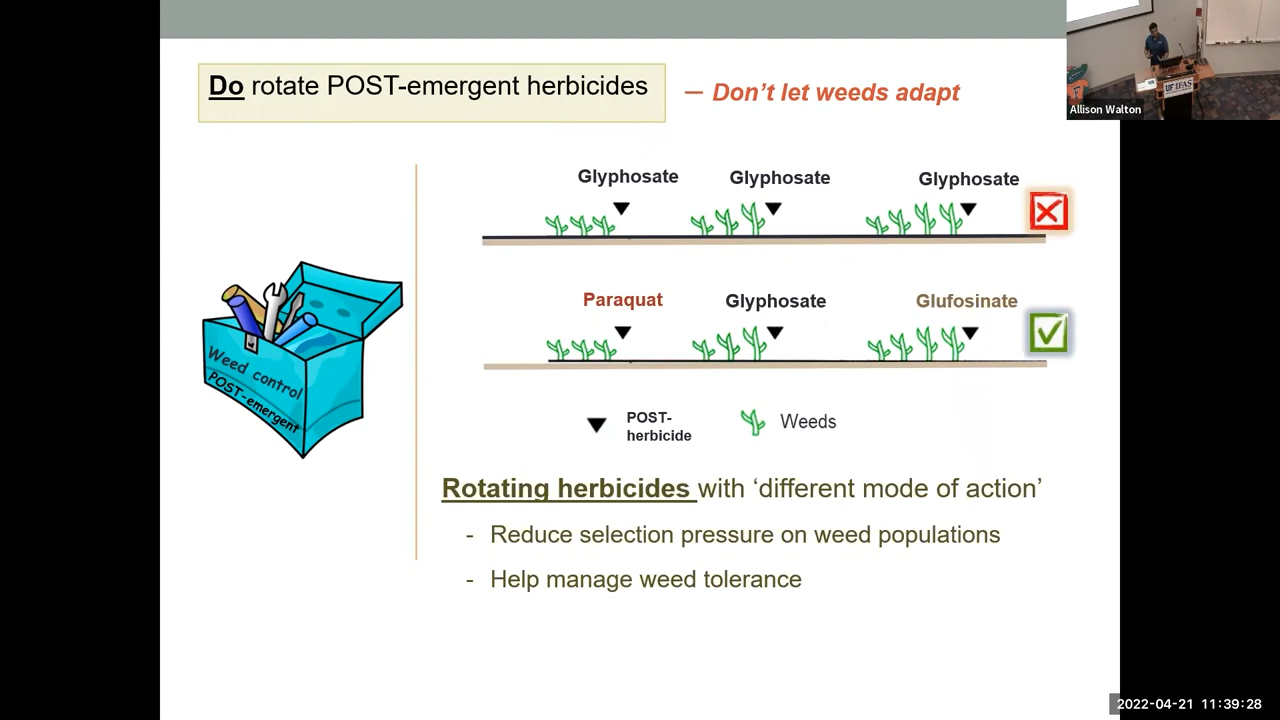 Do rotate POST-emergent herbicides
— Don't let weeds adapt
Allison Walton
UF IFAS
Glyphosate Glyphosate Glyphosate
Paraquat Glyphosate Glufosinate
Weed control
POST-emergent
POST-
herbicide
Weeds
Rotating herbicides with ‘different mode of action’
- Reduce selection pressure on weed populations
- Help manage weed tolerance
2022-04-21 11:39:28